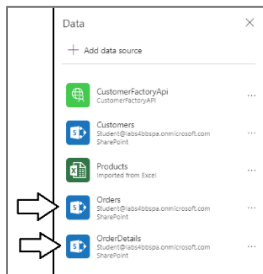 Data
Add data source
CustomerFactoryApi
CustomerFactoryAPI
Customers
Student@labs4bbspa.onmicrosoft.com
SharePoint
Products
Imported from Excel
Orders
Student@labs4bbspa.onmicrosoft.com
SharePoint
OrderDetails
Student@labs4bbspa.onmicrosoft.com
SharePoint